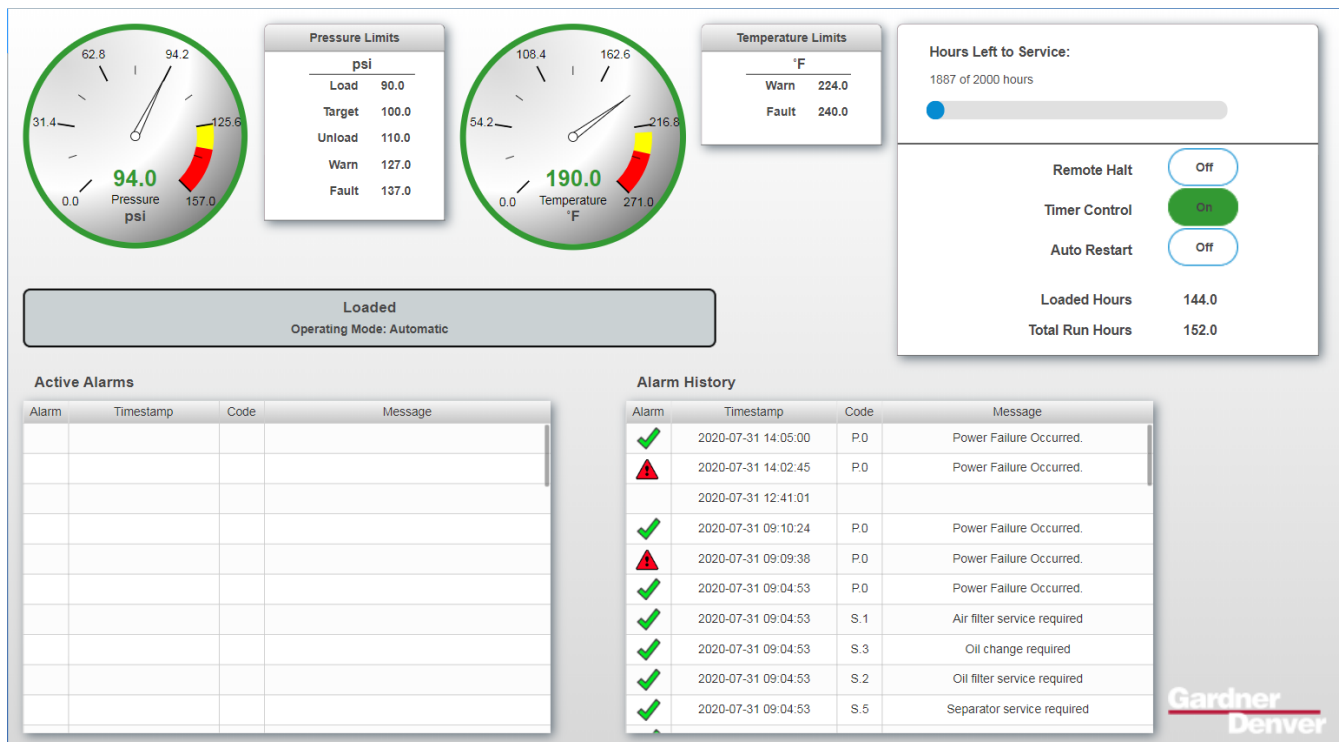 62.8
94.2
31.4
125.6
0.0
157.0
94.0
Pressure
psi
Pressure Limits
psi
Load 90.0
Target 100.0
Unload 110.0
Warn 127.0
Fault 137.0
108.4
162.6
54.2
216.8
0.0
271.0
190.0
Temperature
°F
Temperature Limits
°F
Warn 224.0
Fault 240.0
Hours Left to Service:
1887 of 2000 hours
Remote Halt Off
Timer Control On
Auto Restart Off
Loaded Hours 144.0
Total Run Hours 152.0
Loaded
Operating Mode: Automatic
Active Alarms
Alarm Timestamp Code Message
Alarm History
Alarm Timestamp Code Message
2020-07-31 14:05:00 P.0 Power Failure Occurred.
2020-07-31 14:02:45 P.0 Power Failure Occurred.
2020-07-31 12:41:01
2020-07-31 09:10:24 P.0 Power Failure Occurred.
2020-07-31 09:09:38 P.0 Power Failure Occurred.
2020-07-31 09:04:53 P.0 Power Failure Occurred.
2020-07-31 09:04:53 S.1 Air filter service required
2020-07-31 09:04:53 S.3 Oil change required
2020-07-31 09:04:53 S.2 Oil filter service required
2020-07-31 09:04:53 S.5 Separator service required
Gardner
Denver